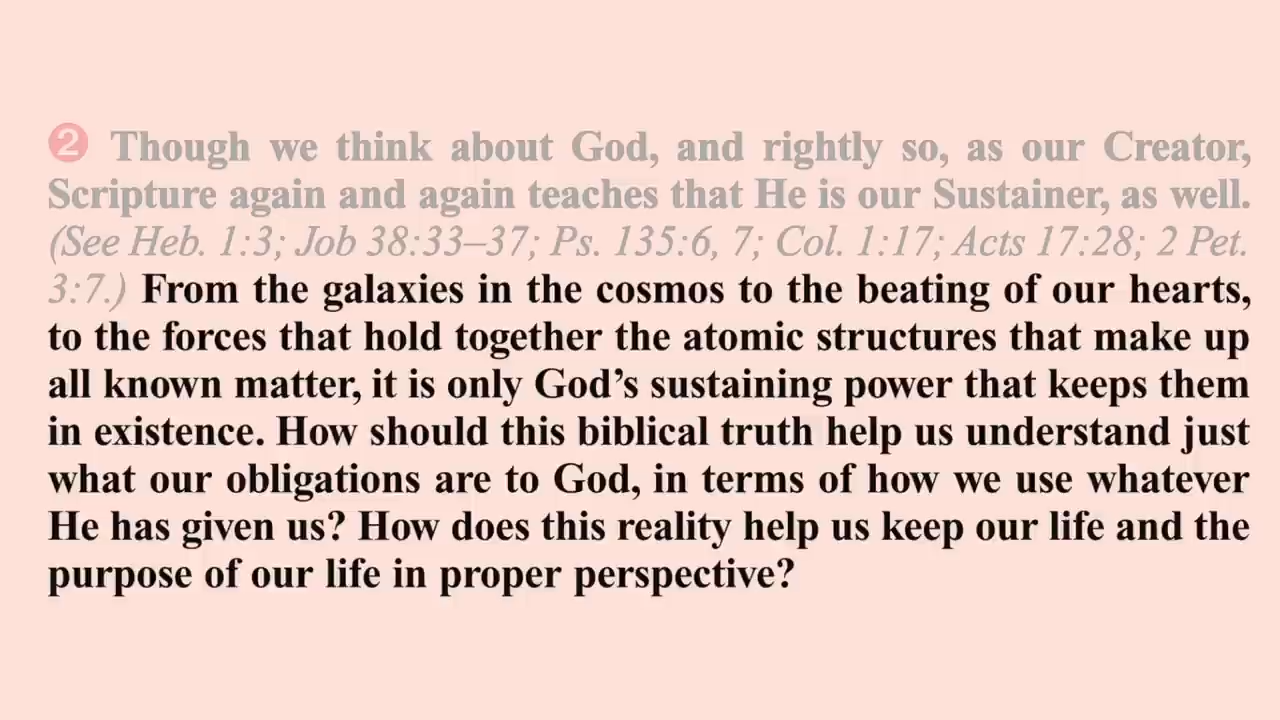 2 Though we think about God, and rightly so, as our Creator,
Scripture again and again teaches that He is our Sustainer, as well.
(See Heb. 1:3; Job 38:33–37; Ps. 135:6, 7; Col. 1:17; Acts 17:28; 2 Pet.
3:7.) From the galaxies in the cosmos to the beating of our hearts,
to the forces that hold together the atomic structures that make up
all known matter, it is only God’s sustaining power that keeps them
in existence. How should this biblical truth help us understand just
what our obligations are to God, in terms of how we use whatever
He has given us? How does this reality help us keep our life and the
purpose of our life in proper perspective?